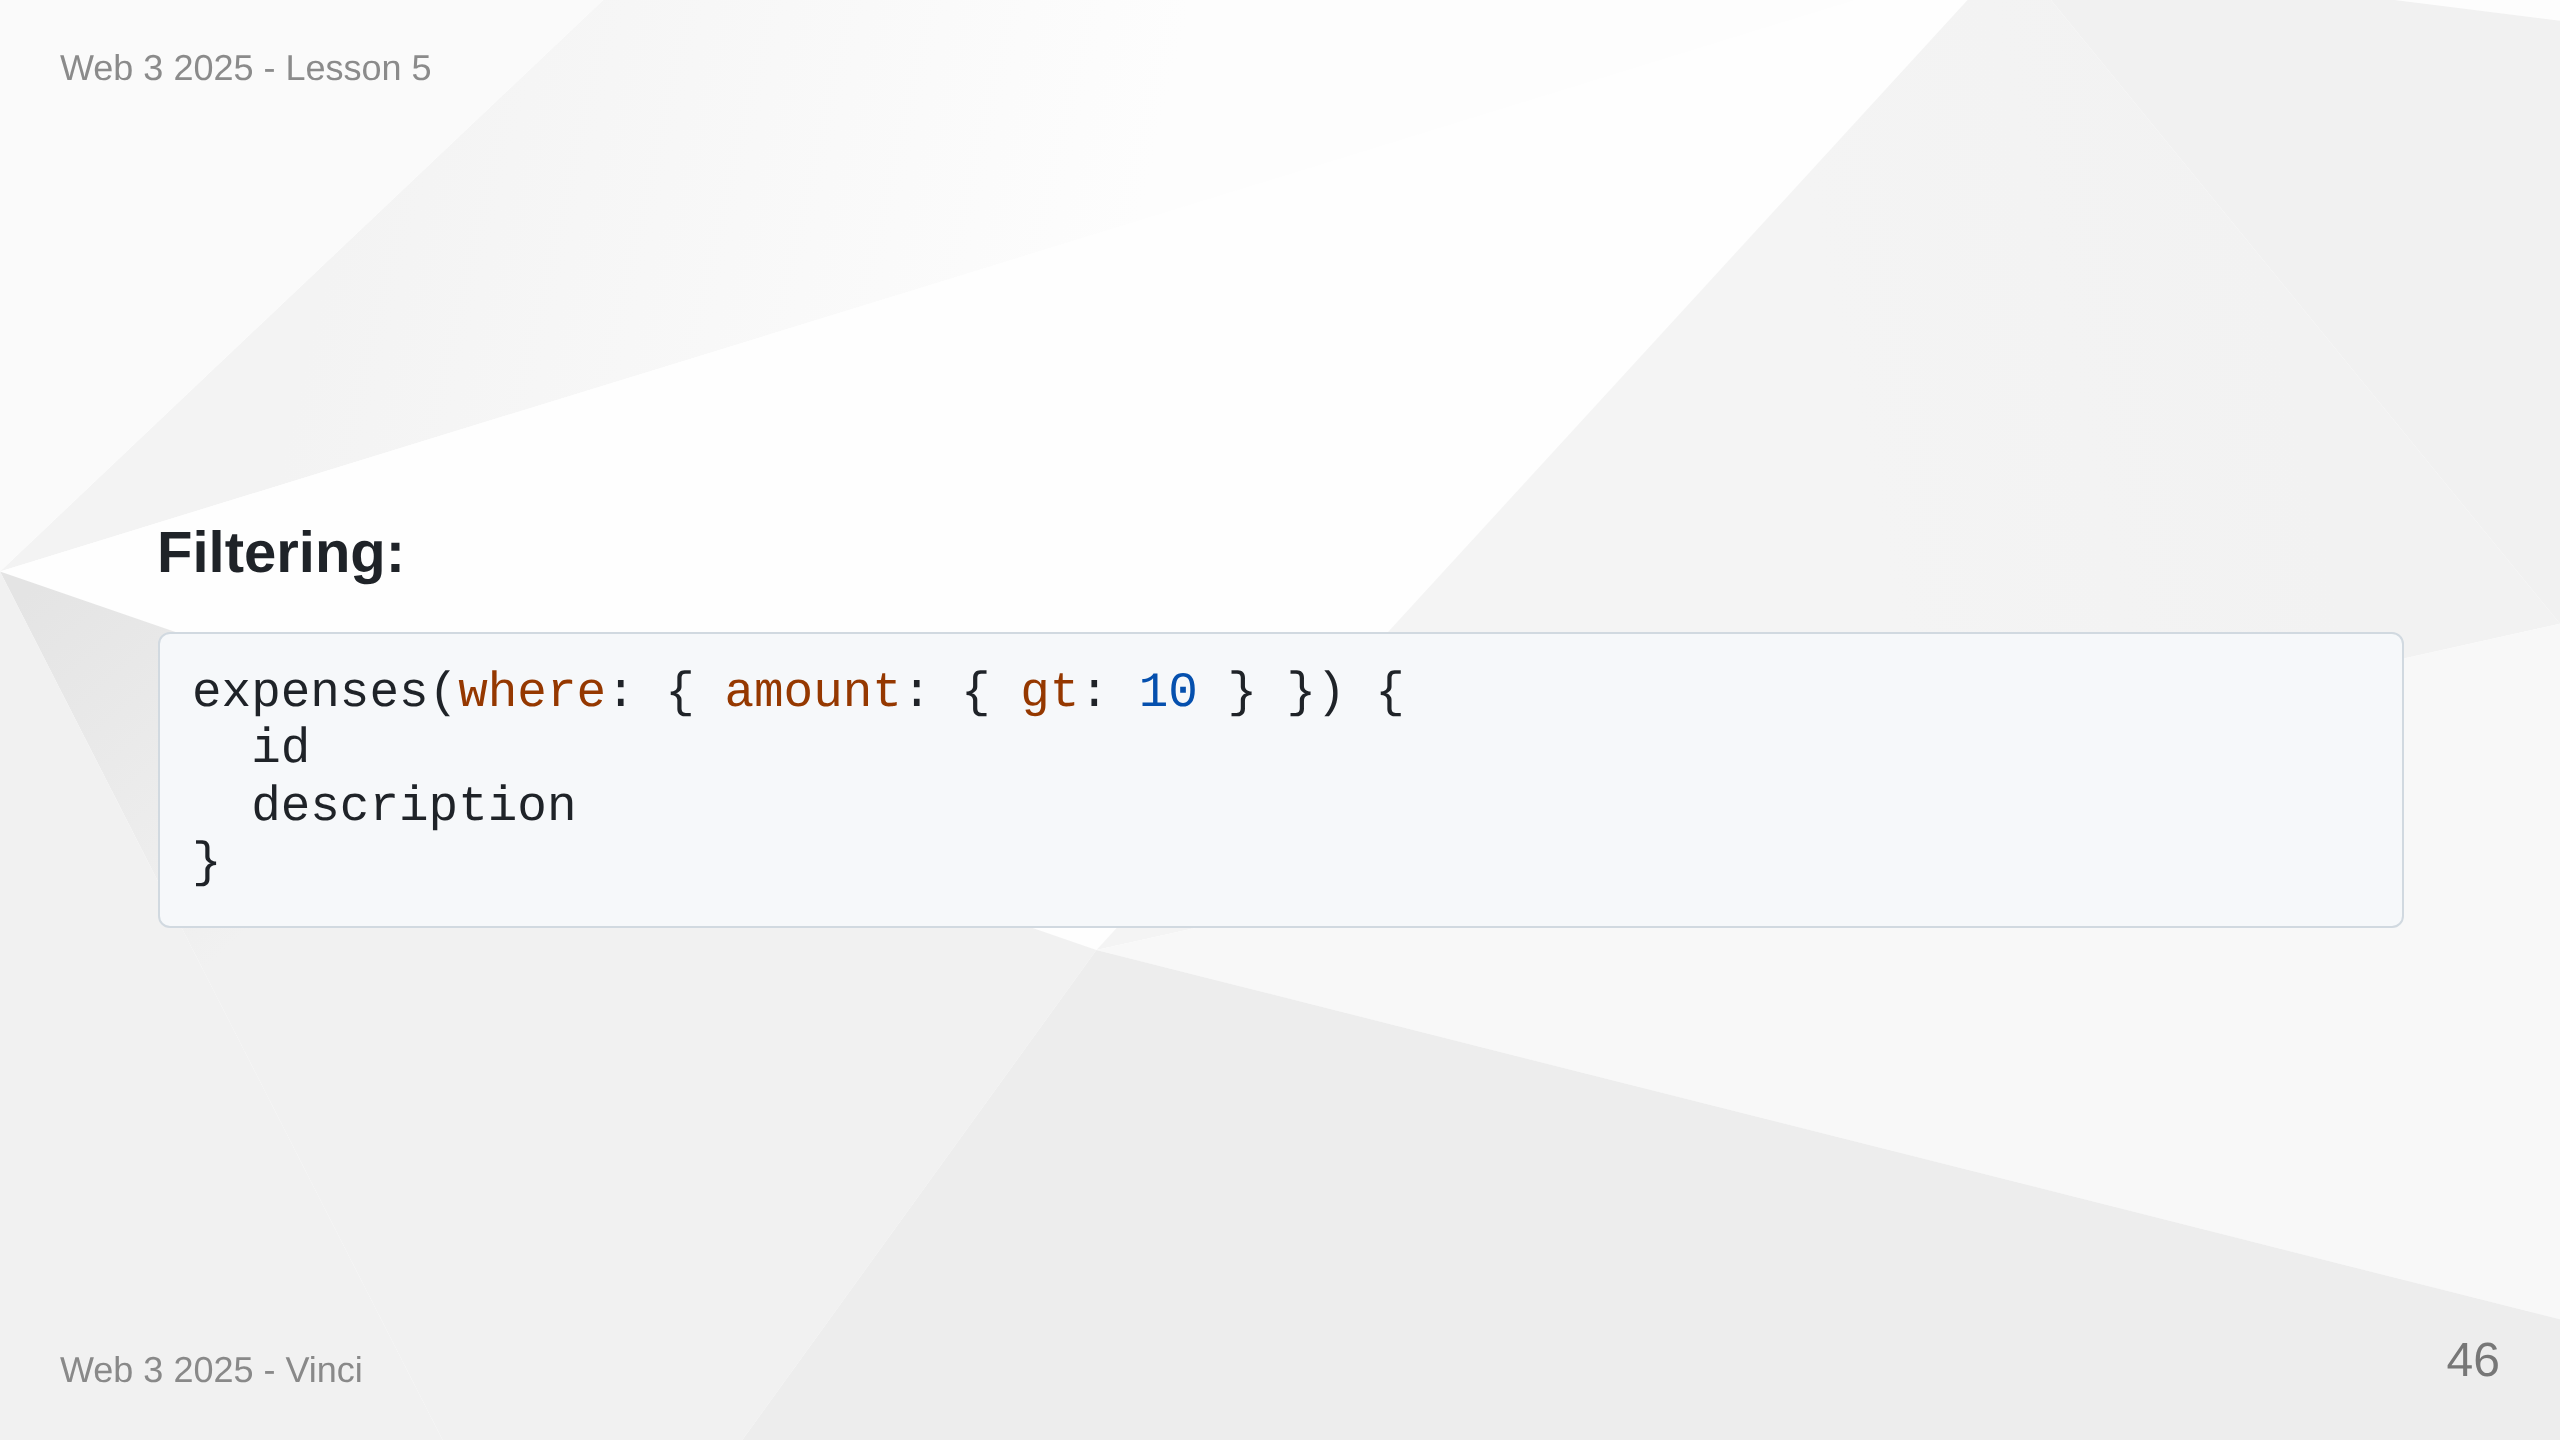 Web 3 2025 - Lesson 5
Filtering:
expenses(where: { amount: { gt: 10 } }) {
  id
  description
}
Web 3 2025 - Vinci
46